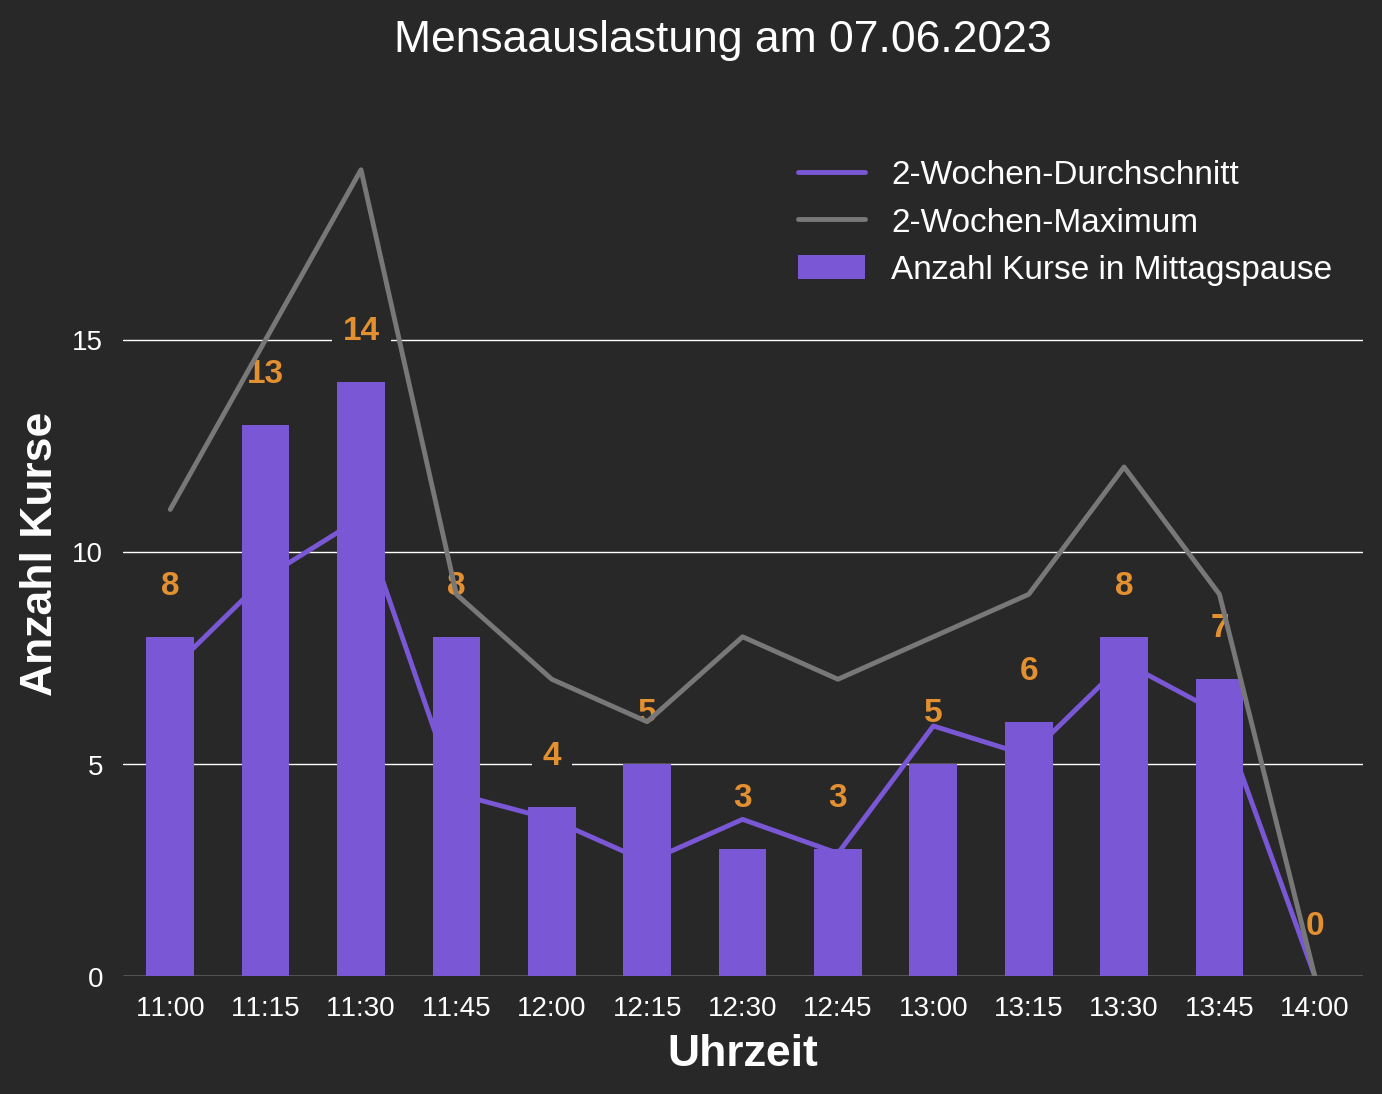 Mensaauslastung am 07.06.2023
2-Wochen-Durchschnitt
2-Wochen-Maximum
Anzahl Kurse in Mittagspause
Anzahl Kurse
15
10
5
0
8
13
14
8
4
5
3
3
5
6
8
7
0
11:00 11:15 11:30 11:45 12:00 12:15 12:30 12:45 13:00 13:15 13:30 13:45 14:00
Uhrzeit